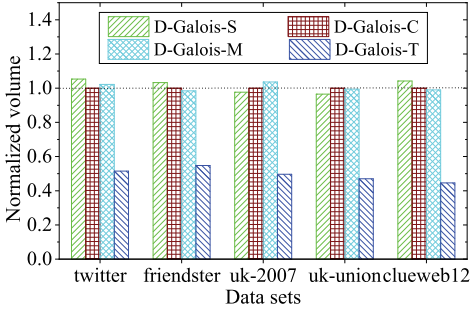 1.4
1.2
1.0
0.8
0.6
0.4
0.2
0.0
Normalized volume
D-Galois-S D-Galois-C
D-Galois-M D-Galois-T
twitter friendster uk-2007 uk-union clueweb12
Data sets